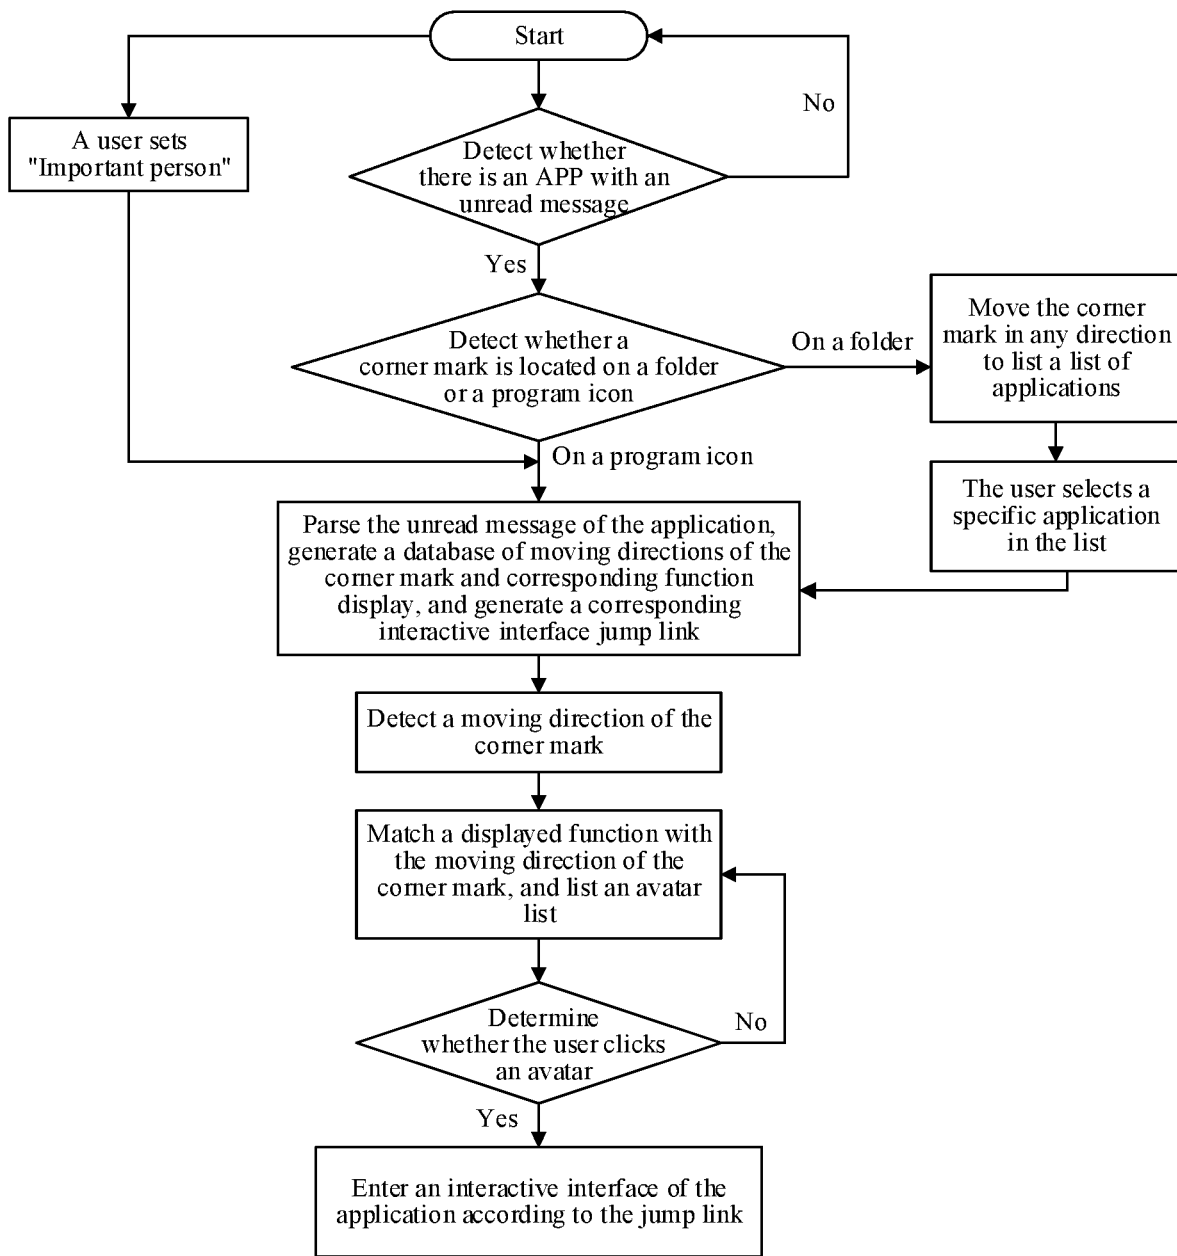 Start
No
A user sets
"Important person"
Detect whether
there is an APP with an
unread message
Yes
Detect whether a
corner mark is located on a folder
or a program icon
On a folder
Move the corner
mark in any direction
to list a list of
applications
On a program icon
The user selects a
specific application
in the list
Parse the unread message of the application,
generate a database of moving directions of the
corner mark and corresponding function
display, and generate a corresponding
interactive interface jump link
Detect a moving direction of the
corner mark
Match a displayed function with
the moving direction of the
corner mark, and list an avatar
list
Determine
whether the user clicks
an avatar
No
Yes
Enter an interactive interface of the
application according to the jump link